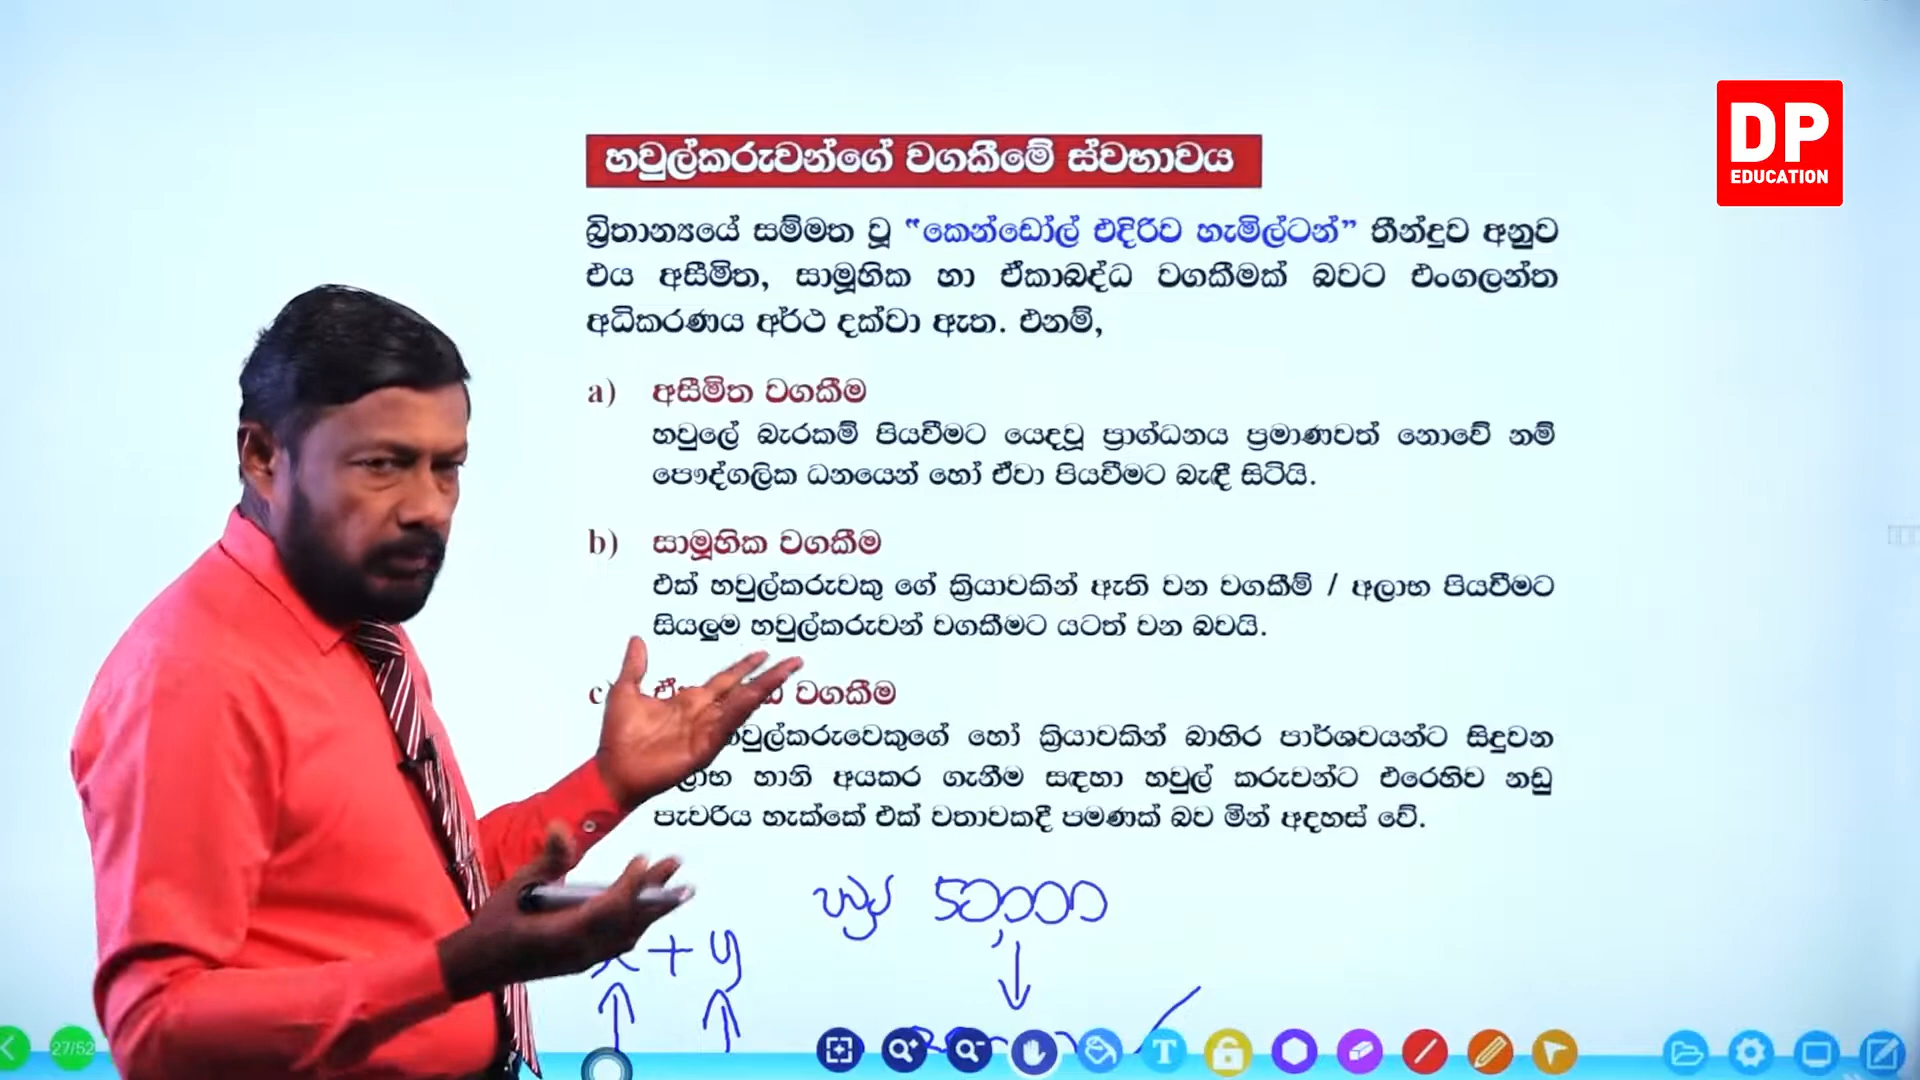 DP
EDUCATION
හවුල්කරුවන්ගේ වගකීමේ ස්වභාවය
බ්‍රිතාන්‍යයේ සම්මත වූ “කෙන්ඩෝල් එදිරිව හැමිල්ටන්” තීන්දුව අනුව
එය අසීමිත, සාමූහික හා ඒකාබද්ධ වගකීමක් බවට එංගලන්ත
අධිකරණය අර්ථ දක්වා ඇත. එනම්,
a) අසීමිත වගකීම
හවුලේ බැරකම් පියවීමට යෙදවූ ප්‍රාග්ධනය ප්‍රමාණවත් නොවේ නම්
පෞද්ගලික ධනයෙන් හෝ ඒවා පියවීමට බැඳී සිටියි.
b) සාමූහික වගකීම
එක් හවුල්කරුවකු ගේ ක්‍රියාවකින් ඇති වන වගකීම් / අලාභ පියවීමට
සියලුම හවුල්කරුවන් වගකීමට යටත් වන බවයි.
c) වගකීම
හෝ ක්‍රියාවකින් බාහිර පාර්ශවයන්ට සිදුවන
හානි අයකර ගැනීම සඳහා හවුල් කරුවන්ට එරෙහිව නඩු
පැවරිය හැක්කේ එක් වතාවකදී පමණක් බව මින් අදහස් වේ.
x + y
27/52